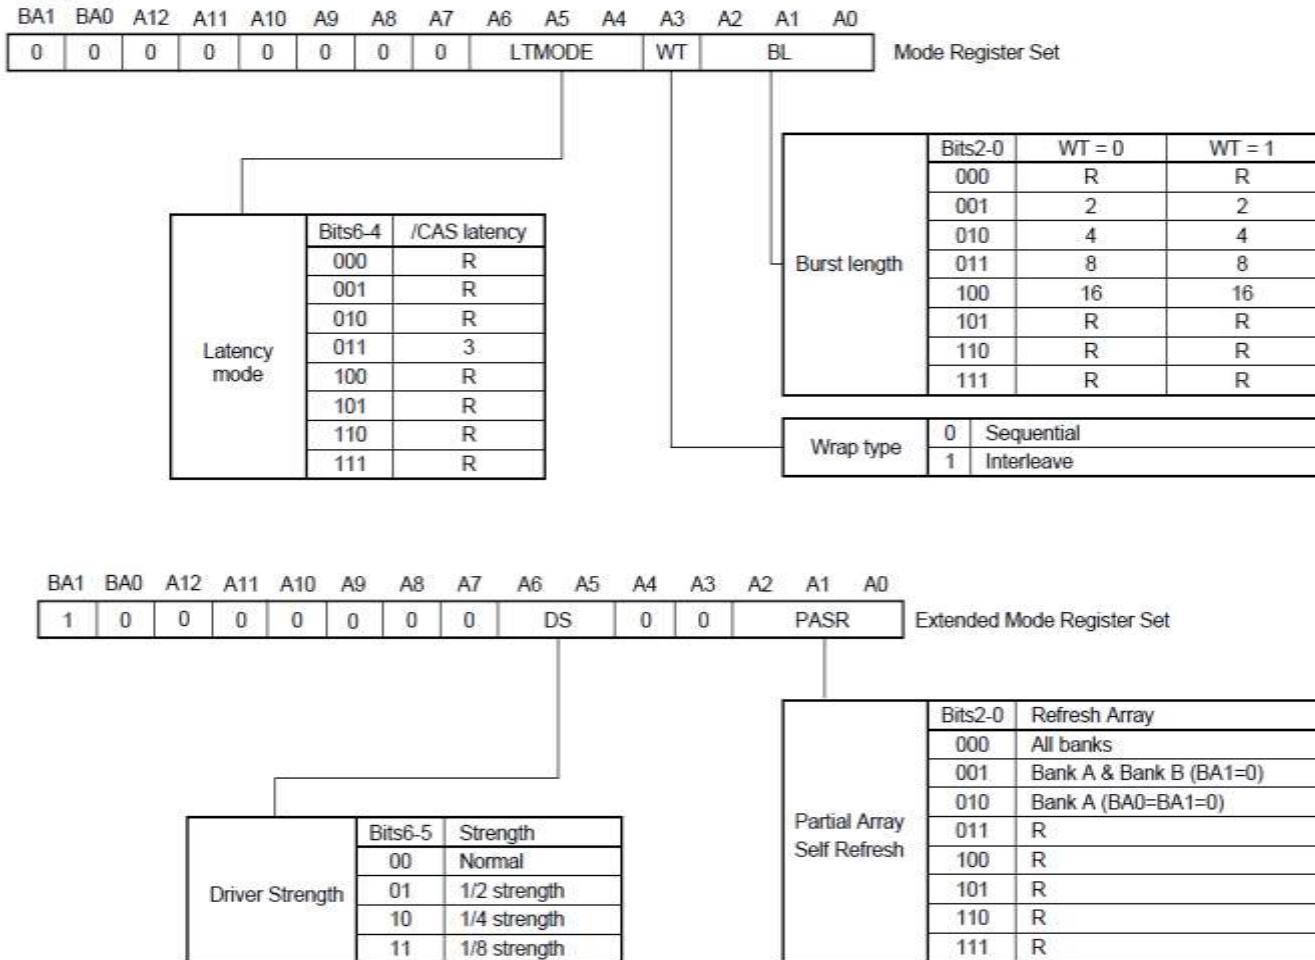 BA1 BA0 A12 A11 A10 A9 A8 A7 A6 A5 A4 A3 A2 A1 A0
0 0 0 0 0 0 0 0 LTMODE WT BL Mode Register Set
Burst length
Bits2-0 WT = 0 WT = 1
000 R R
001 2 2
010 4 4
011 8 8
100 16 16
101 R R
110 R R
111 R R
Latency
mode
Bits6-4 /CAS latency
000 R
001 R
010 R
011 3
100 R
101 R
110 R
111 R
Wrap type
0 Sequential
1 Interleave
BA1 BA0 A12 A11 A10 A9 A8 A7 A6 A5 A4 A3 A2 A1 A0
1 0 0 0 0 0 0 0 DS 0 0 PASR Extended Mode Register Set
Partial Array
Self Refresh
Bits2-0 Refresh Array
000 All banks
001 Bank A & Bank B (BA1=0)
010 Bank A (BA0=BA1=0)
011 R
100 R
101 R
110 R
111 R
Driver Strength
Bits6-5 Strength
00 Normal
01 1/2 strength
10 1/4 strength
11 1/8 strength